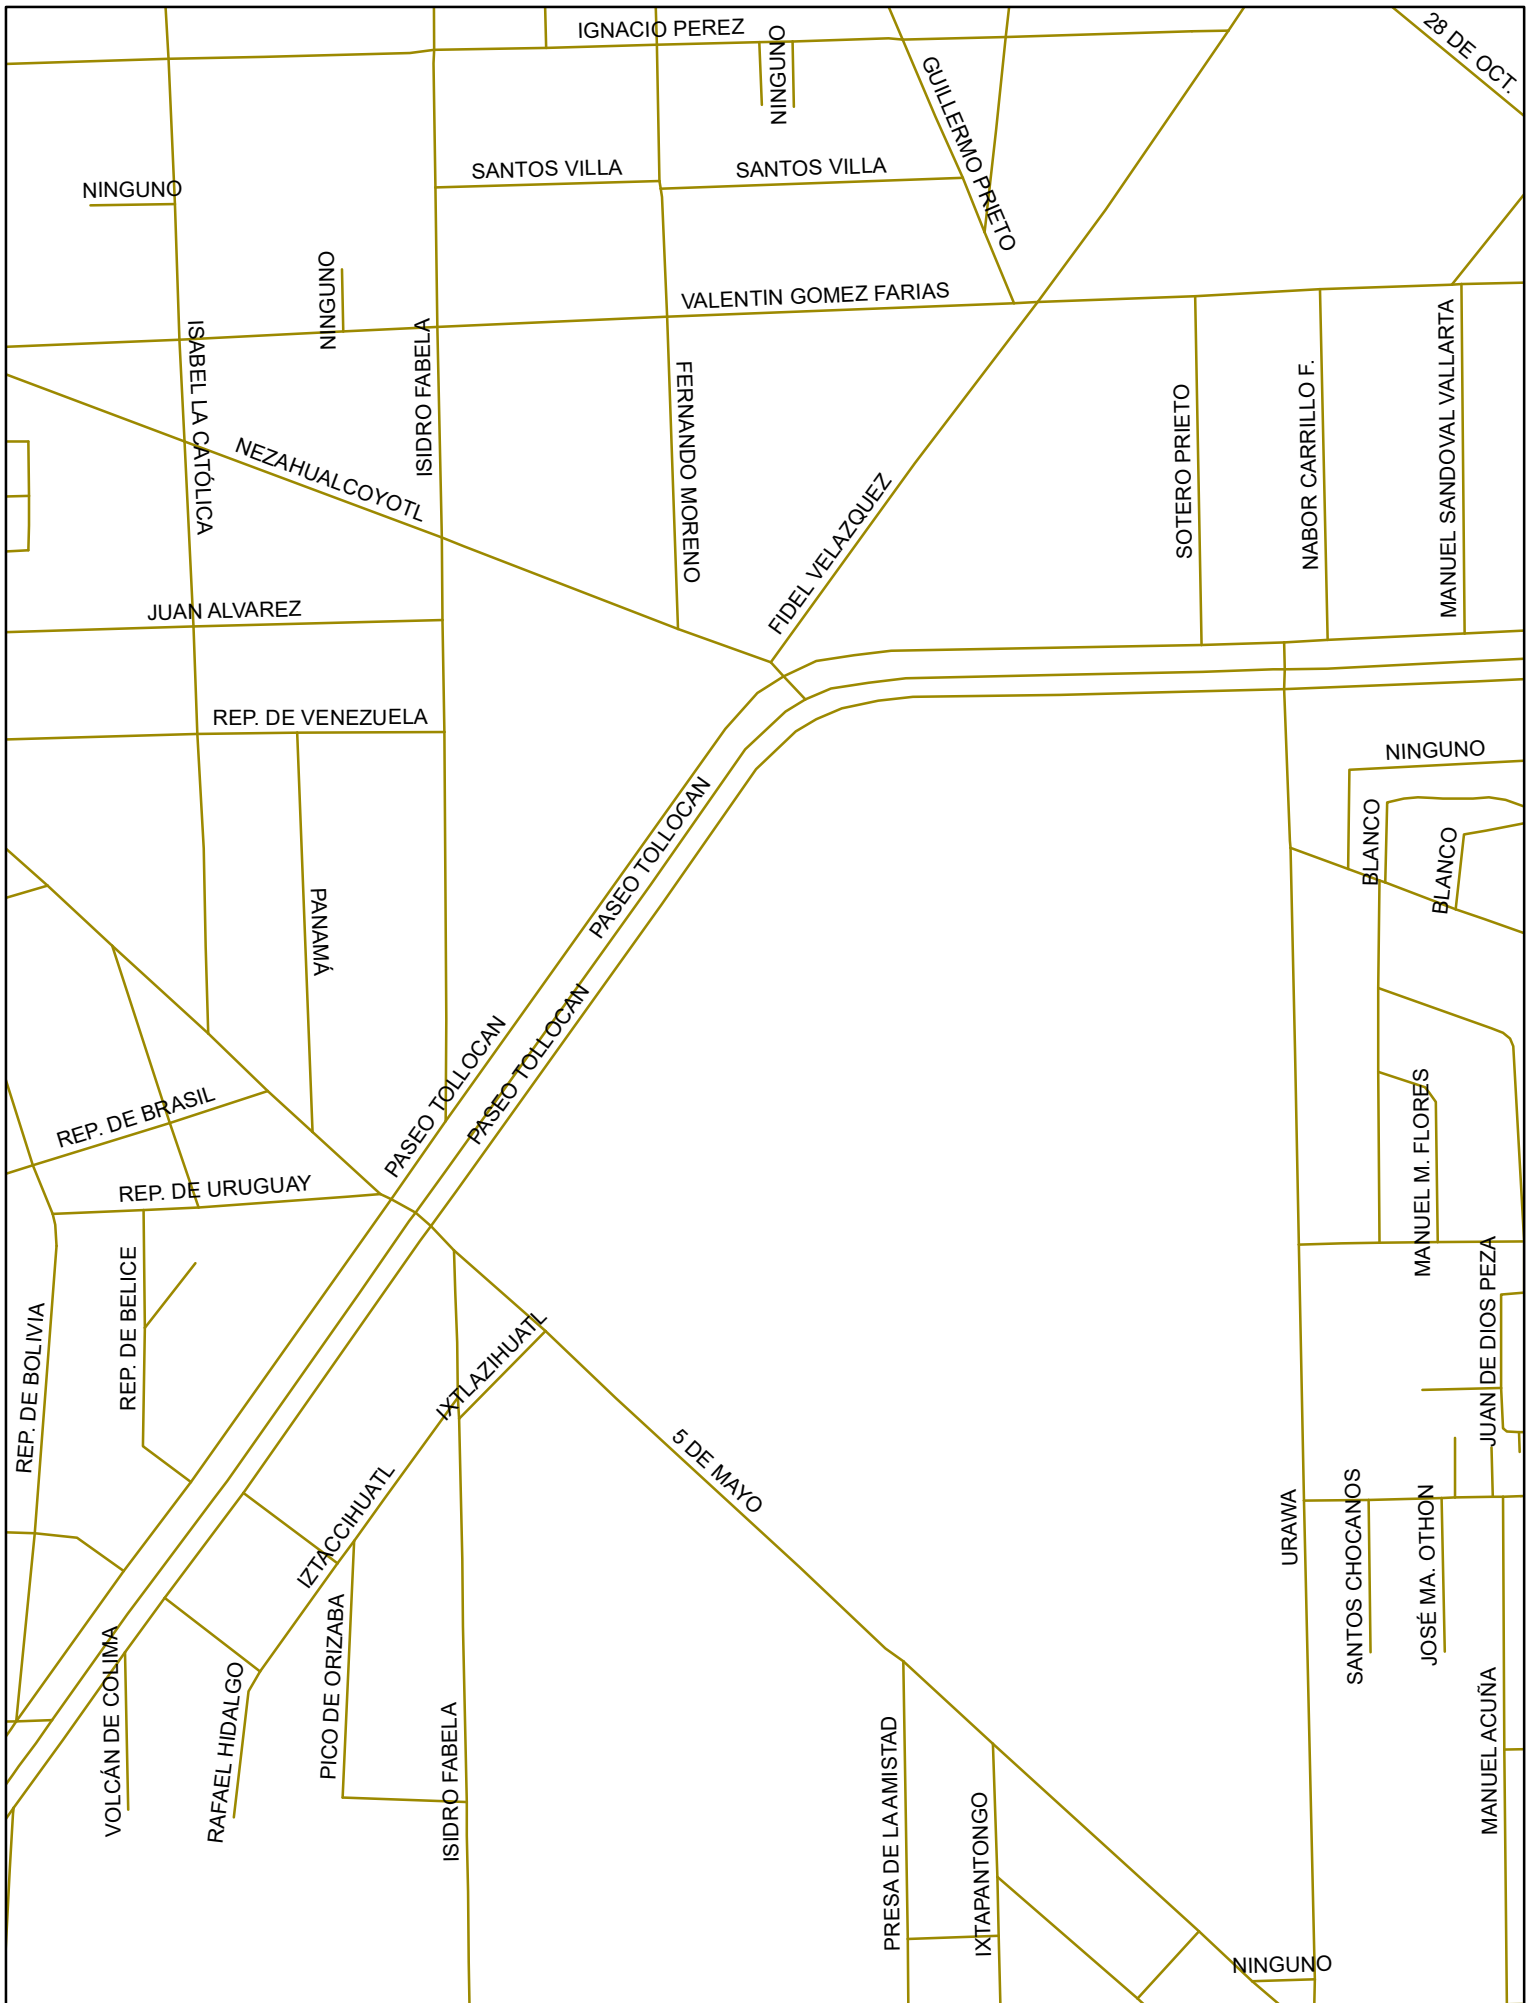 28 DE OCT.
IGNACIO PEREZ
NINGUNO
GUILLERMO PRIETO
SANTOS VILLA
SANTOS VILLA
NINGUNO
NINGUNO
VALENTIN GOMEZ FARIAS
ISABEL LA CATÓLICA
ISIDRO FABELA
FERNANDO MORENO
SOTERO PRIETO
NABOR CARRILLO F.
MANUEL SANDOVAL VALLARTA
NEZAHUALCOYOTL
FIDEL VELAZQUEZ
JUAN ALVAREZ
REP. DE VENEZUELA
NINGUNO
PASEO TOLLOCAN
BLANCO
BLANCO
PANAMÁ
PASEO TOLLOCAN
PASEO TOLLOCAN
REP. DE BRASIL
MANUEL M. FLORES
REP. DE URUGUAY
REP. DE BELICE
JUAN DE DIOS PEZA
REP. DE BOLIVIA
IXTLAZIHUATL
5 DE MAYO
IZTACCIHUATL
URAWA
SANTOS CHOCANOS
JOSÉ MA. OTHON
PICO DE ORIZABA
VOLCÁN DE COLIMA
RAFAEL HIDALGO
ISIDRO FABELA
MANUEL ACUÑA
PRESA DE LA AMISTAD
IXTAPANTONGO
NINGUNO